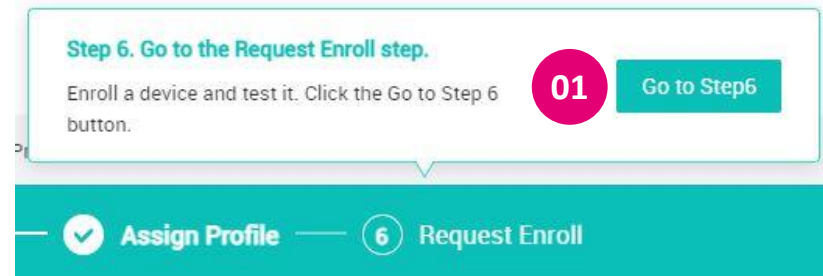 Step 6. Go to the Request Enroll step.
Enroll a device and test it. Click the Go to Step 6
button.
01
Go to Step6
Assign Profile
6
Request Enroll